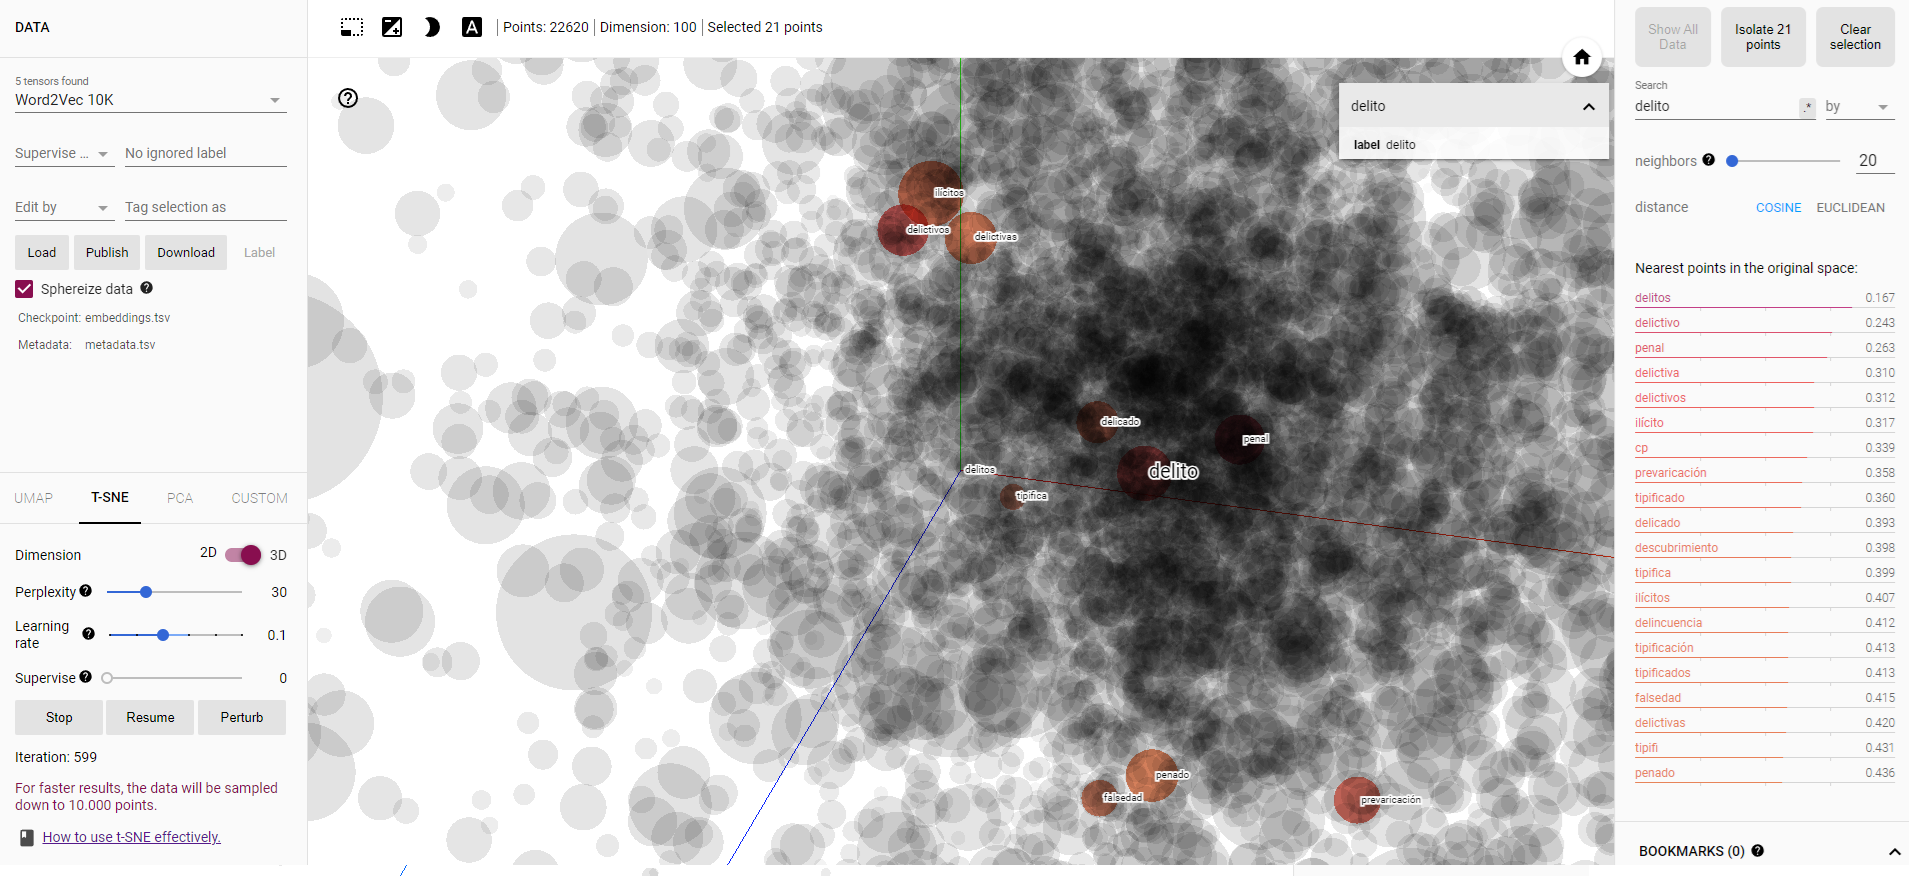 DATA
5 tensors found
Word2Vec 10K
Supervise ...
No ignored label
Edit by
Tag selection as
Load
Publish
Download
Label
Sphereize data
Checkpoint: embeddings.tsv
Metadata: metadata.tsv
UMAP
T-SNE
PCA
CUSTOM
Dimension
2D
3D
Perplexity
30
Learning
rate
0.1
Supervise
0
Stop
Resume
Perturb
Iteration: 599
For faster results, the data will be sampled
down to 10.000 points.
How to use t-SNE effectively.
A
Points: 22620 | Dimension: 100 | Selected 21 points
delito
label delito
ilícitos
delictivos
delictivas
delicado
penal
delitos
delito
tipifica
penado
falsedad
prevaricación
Show All
Data
Isolate 21
points
Clear
selection
Search
delito
.*
by
neighbors
20
distance
COSINE
EUCLIDEAN
Nearest points in the original space:
delitos 0.167
delictivo 0.243
penal 0.263
delictiva 0.310
delictivos 0.312
ilícito 0.317
cp 0.339
prevaricación 0.358
tipificado 0.360
delicado 0.393
descubrimiento 0.398
tipifica 0.399
ilícitos 0.407
delincuencia 0.412
tipificación 0.413
tipificados 0.413
falsedad 0.415
delictivas 0.420
tipifi 0.431
penado 0.436
BOOKMARKS (0)